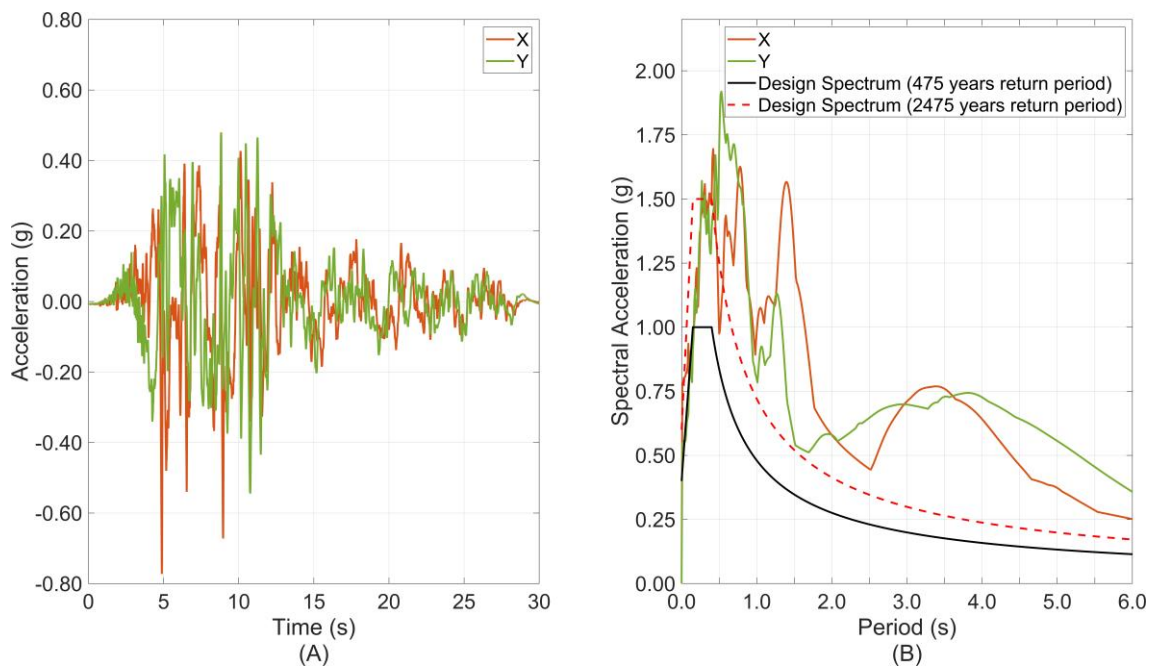 0.80
0.60
0.40
0.20
0.00
-0.20
-0.40
-0.60
-0.80
Acceleration (g)
X
Y
0
5
10
15
20
25
30
Time (s)
(A)
2.00
1.75
1.50
1.25
1.00
0.75
0.50
0.25
0.00
Spectral Acceleration (g)
X
Y
Design Spectrum (475 years return period)
Design Spectrum (2475 years return period)
0.0
1.0
2.0
3.0
4.0
5.0
6.0
Period (s)
(B)